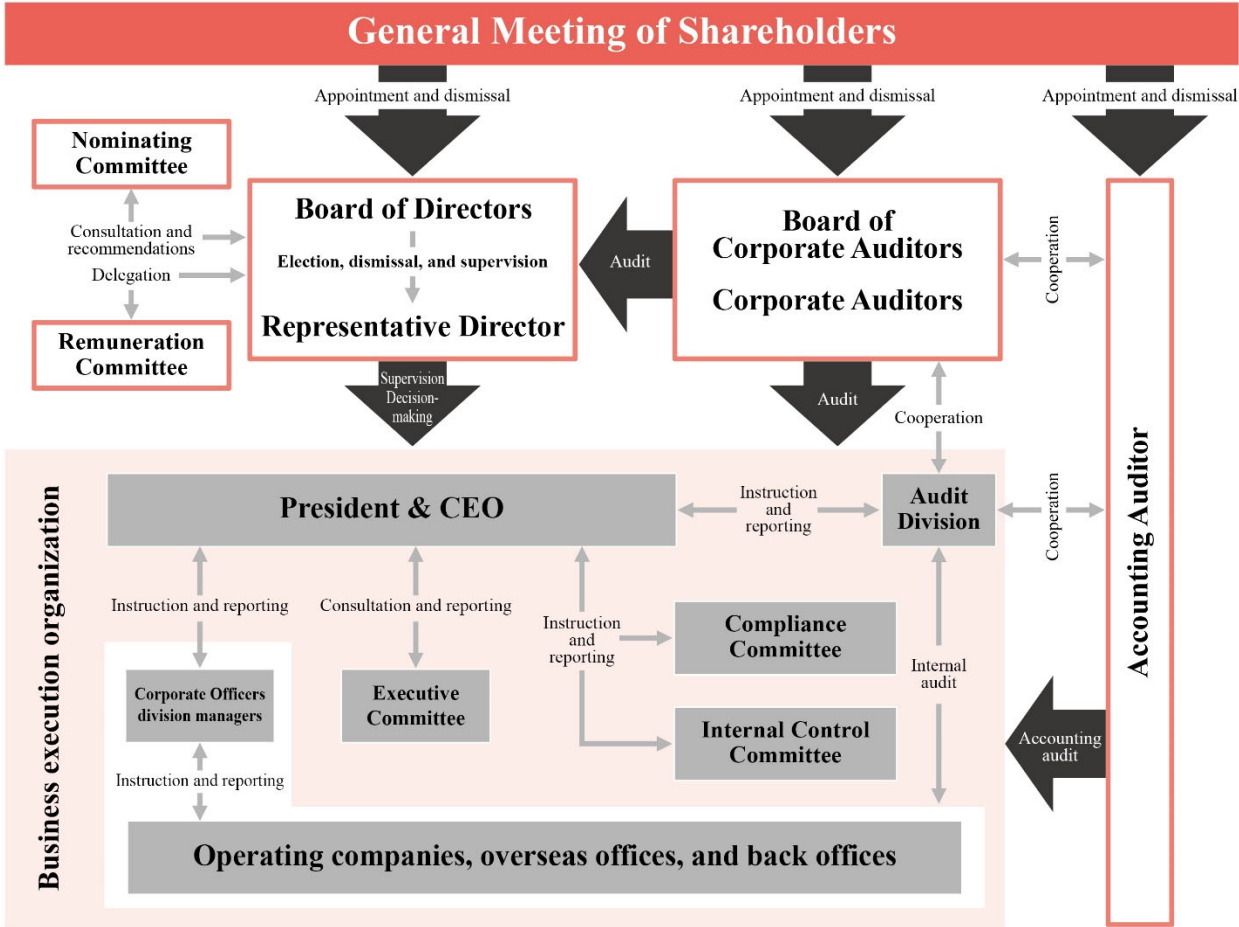 General Meeting of Shareholders
Appointment and dismissal
Appointment and dismissal
Appointment and dismissal
Nominating
Committee
Consultation and
recommendations
Delegation
Remuneration
Committee
Board of Directors
Election, dismissal, and supervision
Representative Director
Audit
Board of
Corporate Auditors
Corporate Auditors
Cooperation
Supervision
Decision-
making
Audit
Cooperation
Accounting Auditor
Business execution organization
President & CEO
Instruction
and
reporting
Audit
Division
Cooperation
Instruction and reporting
Consultation and reporting
Instruction
and
reporting
Compliance
Committee
Internal
audit
Corporate Officers
division managers
Executive
Committee
Internal Control
Committee
Accounting
audit
Instruction and reporting
Operating companies, overseas offices, and back offices